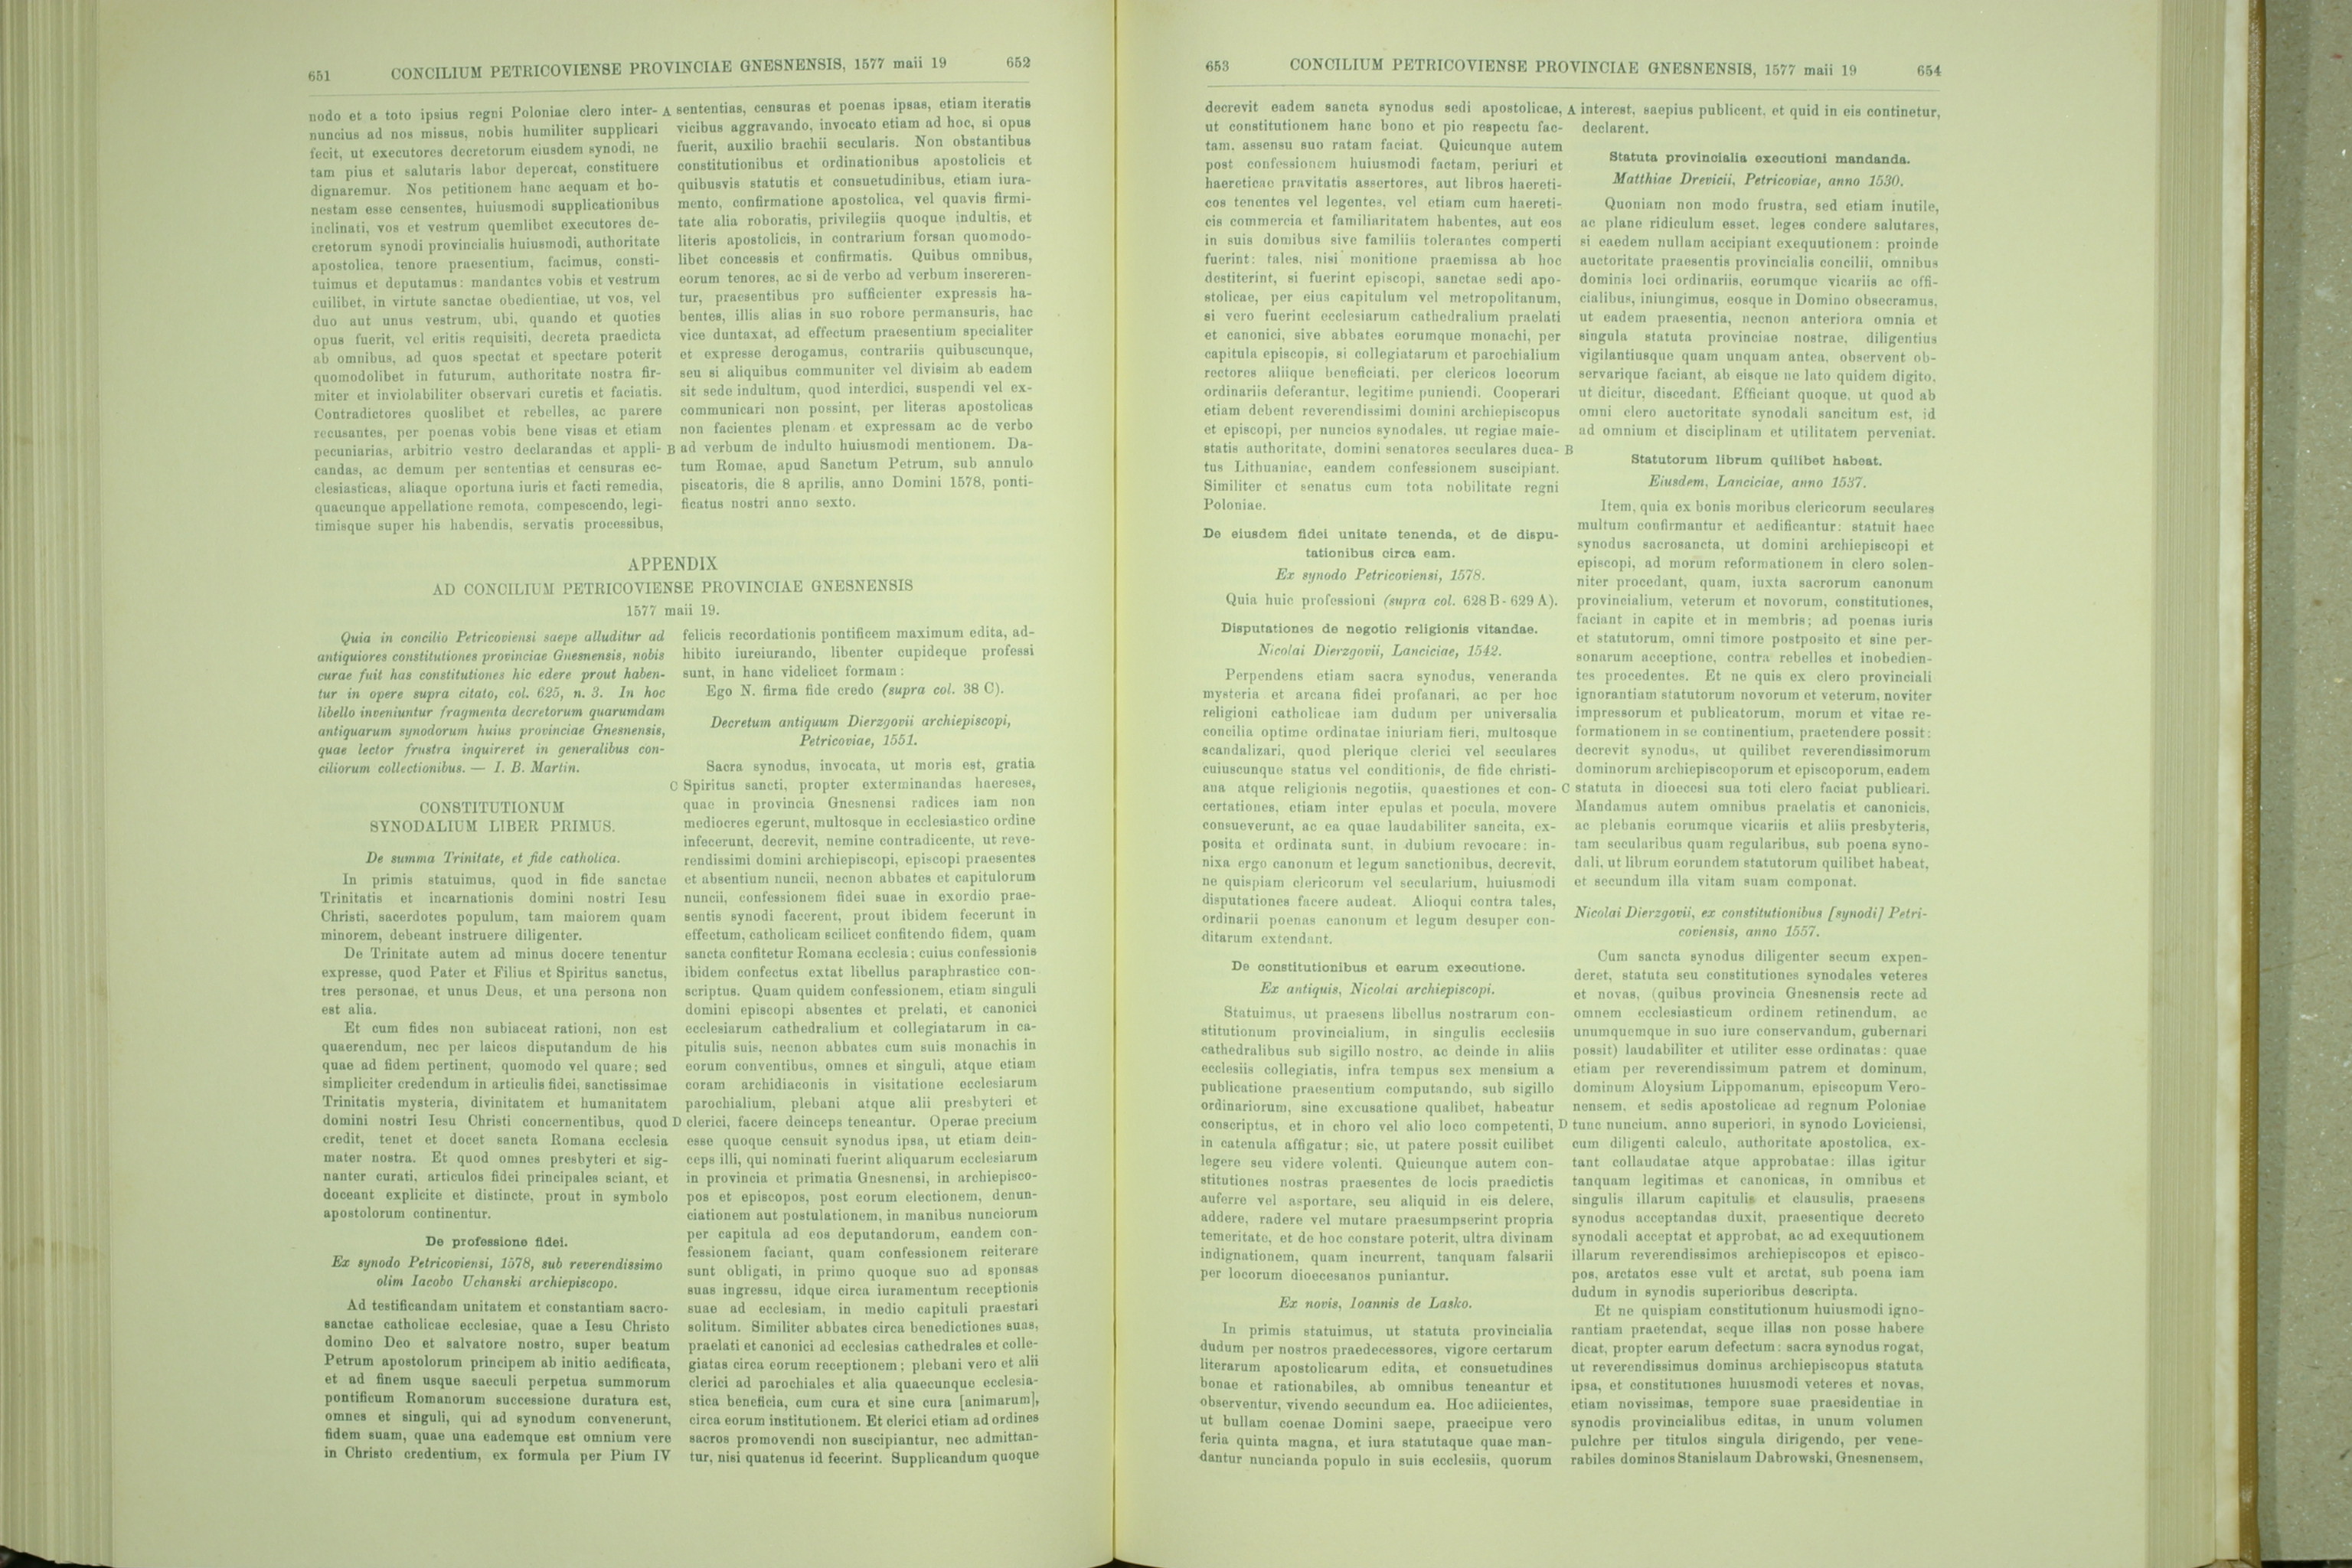 651 CONCILIUM PETRICOVIENSE PROVINCIAE GNESNENSIS, 1577 maii 19 652
nodo et a toto ipsius regni Poloniae clero inter-
nuncius ad nos missus, nobis humiliter supplicari
fecit, ut executores decretorum eiusdem synodi, ne
tam pius et salutaris labor depereat, constituere
dignaremur. Nos petitionem hanc aequam et ho-
nestam esse censentes, huiusmodi supplicationibus
inclinati, vos et vestrum quemlibet executores de-
cretorum synodi provincialis huiusmodi, authoritate
apostolica, tenore praesentium, facimus, consti-
tuimus et deputamus: mandantes vobis et vestrum
cuilibet, in virtute sanctae obedientiae, ut vos, vel
duo aut unus vestrum, ubi, quando et quoties
opus fuerit, vel eritis requisiti, decreta praedicta
ab omnibus, ad quos spectat et spectare poterit
quomodolibet in futurum, authoritate nostra fir-
miter et inviolabiliter observari curetis et faciatis.
Contradictores quoslibet et rebelles, ac parere
recusantes, per poenas vobis bene visas et etiam
pecuniarias, arbitrio vestro declarandas et appli-
candas, ac demum per sententias et censuras ec-
clesiasticas, aliaque oportuna iuris et facti remedia,
quacunque appellatione remota, compescendo, legi-
timisque super his habendis, servatis processibus,
A sententias, censuras et poenas ipsas, etiam iteratis
vicibus aggravando, invocato etiam ad hoc, si opus
fuerit, auxilio brachii secularis. Non obstantibus
constitutionibus et ordinationibus apostolicis et
quibusvis statutis et consuetudinibus, etiam iura-
mento, confirmatione apostolica, vel quavis firmi-
tate alia roboratis, privilegiis quoque indultis, et
literis apostolicis, in contrarium forsan quomodo-
libet concessis et confirmatis. Quibus omnibus,
eorum tenores, ac si de verbo ad verbum insereren-
tur, praesentibus pro sufficienter expressis ha-
bentes, illis alias in suo robore permansuris, hac
vice duntaxat, ad effectum praesentium specialiter
et expresse derogamus, contrariis quibuscunque,
seu si aliquibus communiter vel divisim ab eadem
sit sede indultum, quod interdici, suspendi vel ex-
communicari non possint, per literas apostolicas
non facientes plenam et expressam ac de verbo
B ad verbum de indulto huiusmodi mentionem. Da-
tum Romae, apud Sanctum Petrum, sub annulo
piscatoris, die 8 aprilis, anno Domini 1578, ponti-
ficatus nostri anno sexto.
APPENDIX
AD CONCILIUM PETRICOVIENSE PROVINCIAE GNESNENSIS
1577 maii 19.
Quia in concilio Petricoviensi saepe alluditur ad
antiquiores constitutiones provinciae Gnesnensis, nobis
curae fuit has constitutiones hic edere prout haben-
tur in opere supra citato, col. 625, n. 3. In hoc
libello inveniuntur fragmenta decretorum quarumdam
antiquarum synodorum huius provinciae Gnesnensis,
quae lector frustra inquireret in generalibus con-
ciliorum collectionibus. — I. B. Martin.
CONSTITUTIONUM
SYNODALIUM LIBER PRIMUS.
De summa Trinitate, et fide catholica.
In primis statuimus, quod in fide sanctae
Trinitatis et incarnationis domini nostri Iesu
Christi, sacerdotes populum, tam maiorem quam
minorem, debeant instruere diligenter.
De Trinitate autem ad minus docere tenentur
expresse, quod Pater et Filius et Spiritus sanctus,
tres personae, et unus Deus, et una persona non
est alia.
Et cum fides non subiaceat rationi, non est
quaerendum, nec per laicos disputandum de his
quae ad fidem pertinent, quomodo vel quare; sed
simpliciter credendum in articulis fidei, sanctissimae
Trinitatis mysteria, divinitatem et humanitatem
domini nostri Iesu Christi concernentibus, quod
credit, tenet et docet sancta Romana ecclesia
mater nostra. Et quod omnes presbyteri et sig-
nanter curati, articulos fidei principales sciant, et
doceant explicite et distincte, prout in symbolo
apostolorum continentur.
De professione fidei.
Ex synodo Petricoviensi, 1578, sub reverendissimo
olim Iacobo Uchanski archiepiscopo.
Ad testificandam unitatem et constantiam sacro-
sanctae catholicae ecclesiae, quae a Iesu Christo
domino Deo et salvatore nostro, super beatum
Petrum apostolorum principem ab initio aedificata,
et ad finem usque saeculi perpetua summorum
pontificum Romanorum successione duratura est,
omnes et singuli, qui ad synodum convenerunt,
fidem suam, quae una eademque est omnium vere
in Christo credentium, ex formula per Pium IV
felicis recordationis pontificem maximum edita, ad-
hibito iureiurando, libenter cupideque professi
sunt, in hanc videlicet formam:
Ego N. firma fide credo (supra col. 38 C).
Decretum antiquum Dierzgovii archiepiscopi,
Petricoviae, 1551.
Sacra synodus, invocata, ut moris est, gratia
C Spiritus sancti, propter exterminandas haereses,
quae in provincia Gnesnensi radices iam non
mediocres egerunt, multosque in ecclesiastico ordine
infecerunt, decrevit, nemine contradicente, ut reve-
rendissimi domini archiepiscopi, episcopi praesentes
et absentium nuncii, necnon abbates et capitulorum
nuncii, confessionem fidei suae in exordio prae-
sentis synodi facerent, prout ibidem fecerunt in
effectum, catholicam scilicet confitendo fidem, quam
sancta confitetur Romana ecclesia; cuius confessionis
ibidem confectus extat libellus paraphrastice con-
scriptus. Quam quidem confessionem, etiam singuli
domini episcopi absentes et prelati, et canonici
ecclesiarum cathedralium et collegiatarum in ca-
pitulis suis, necnon abbates cum suis monachis in
eorum conventibus, omnes et singuli, atque etiam
coram archidiaconis in visitatione ecclesiarum
parochialium, plebani atque alii presbyteri et
D clerici, facere deinceps teneantur. Operae precium
esse quoque censuit synodus ipsa, ut etiam dein-
ceps illi, qui nominati fuerint aliquarum ecclesiarum
in provincia et primatia Gnesnensi, in archiepisco-
pos et episcopos, post eorum electionem, denun-
ciationem aut postulationem, in manibus nunciorum
per capitula ad eos deputandorum, eandem con-
fessionem faciant, quam confessionem reiterare
sunt obligati, in primo quoque suo ad sponsas
suas ingressu, idque circa iuramentum receptionis
suae ad ecclesiam, in medio capituli praestari
solitum. Similiter abbates circa benedictiones suas,
praelati et canonici ad ecclesias cathedrales et colle-
giatas circa eorum receptionem; plebani vero et alii
clerici ad parochiales et alia quaecunque ecclesia-
stica beneficia, cum cura et sine cura [animarum],
circa eorum institutionem. Et clerici etiam ad ordines
sacros promovendi non suscipiantur, nec admittan-
tur, nisi quatenus id fecerint. Supplicandum quoque
653 CONCILIUM PETRICOVIENSE PROVINCIAE GNESNENSIS, 1577 maii 19 654
decrevit eadem sancta synodus sedi apostolicae,
ut constitutionem hanc bono et pio respectu fac-
tam, assensu suo ratam faciat. Quicunque autem
post confessionem huiusmodi factam, periuri et
haereticae pravitatis assertores, aut libros haereti-
cos tenentes vel legentes, vel etiam cum haereti-
cis commercia et familiaritatem habentes, aut eos
in suis domibus sive familiis tolerantes comperti
fuerint: tales, nisi monitione praemissa ab hoc
destiterint, si fuerint episcopi, sanctae sedi apo-
stolicae, per eius capitulum vel metropolitanum,
si vero fuerint ecclesiarum cathedralium praelati
et canonici, sive abbates eorumque monachi, per
capitula episcopis, si collegiatarum et parochialium
rectores aliique beneficiati, per clericos locorum
ordinariis deferantur, legitime puniendi. Cooperari
etiam debent reverendissimi domini archiepiscopus
et episcopi, per nuncios synodales, ut regiae maie-
statis authoritate, domini senatores seculares duca-
tus Lithuaniae, eandem confessionem suscipiant.
Similiter et senatus cum tota nobilitate regni
Poloniae.
De eiusdem fidei unitate tenenda, et de dispu-
tationibus circa eam.
Ex synodo Petricoviensi, 1578.
Quia huic professioni (supra col. 628 B - 629 A).
Disputationes de negotio religionis vitandae.
Nicolai Dierzgovii, Lanciciae, 1542.
Perpendens etiam sacra synodus, veneranda
mysteria et arcana fidei profanari, ac per hoc
religioni catholicae iam dudum per universalia
concilia optime ordinatae iniuriam fieri, multosque
scandalizari, quod plerique clerici vel seculares
cuiuscunque status vel conditionis, de fide christi-
ana atque religionis negotiis, quaestiones et con-
certationes, etiam inter epulas et pocula, movere
consueverunt, ac ea quae laudabiliter sancita, ex-
posita et ordinata sunt, in dubium revocare: in-
nixa ergo canonum et legum sanctionibus, decrevit,
ne quispiam clericorum vel secularium, huiusmodi
disputationes facere audeat. Alioqui contra tales,
ordinarii poenas canonum et legum desuper con-
ditarum extendant.
De constitutionibus et earum executione.
Ex antiquis, Nicolai archiepiscopi.
Statuimus, ut praesens libellus nostrarum con-
stitutionum provincialium, in singulis ecclesiis
cathedralibus sub sigillo nostro, ac deinde in aliis
ecclesiis collegiatis, infra tempus sex mensium a
publicatione praesentium computando, sub sigillo
ordinariorum, sine excusatione qualibet, habeatur
conscriptus, et in choro vel alio loco competenti,
in catenula affigatur; sic, ut patere possit cuilibet
legere seu videre volenti. Quicunque autem con-
stitutiones nostras praesentes de locis praedictis
auferre vel asportare, seu aliquid in eis delere,
addere, radere vel mutare praesumpserint propria
temeritate, et de hoc constare poterit, ultra divinam
indignationem, quam incurrent, tanquam falsarii
per locorum dioecesanos puniantur.
Ex novis, Ioannis de Lasko.
In primis statuimus, ut statuta provincialia
dudum per nostros praedecessores, vigore certarum
literarum apostolicarum edita, et consuetudines
bonae et rationabiles, ab omnibus teneantur et
observentur, vivendo secundum ea. Hoc adiicientes,
ut bullam coenae Domini saepe, praecipue vero
feria quinta magna, et iura statutaque quae man-
dantur nuncianda populo in suis ecclesiis, quorum
A interest, saepius publicent, et quid in eis continetur,
declarent.
Statuta provincialia executioni mandanda.
Matthiae Drevicii, Petricoviae, anno 1530.
Quoniam non modo frustra, sed etiam inutile,
ac plane ridiculum esset, leges condere salutares,
si eaedem nullam accipiant exequutionem: proinde
auctoritate praesentis provincialis concilii, omnibus
dominis loci ordinariis, eorumque vicariis ac offi-
cialibus, iniungimus, eosque in Domino obsecramus,
ut eadem praesentia, necnon anteriora omnia et
singula statuta provinciae nostrae, diligentius
vigilantiusque quam unquam antea, observent ob-
servarique faciant, ab eisque ne lato quidem digito,
ut dicitur, discedant. Efficiant quoque, ut quod ab
omni clero auctoritate synodali sancitum est, id
ad omnium et disciplinam et utilitatem perveniat.
B
Statutorum librum quilibet habeat.
Eiusdem, Lanciciae, anno 1537.
Item, quia ex bonis moribus clericorum seculares
multum confirmantur et aedificantur: statuit haec
synodus sacrosancta, ut domini archiepiscopi et
episcopi, ad morum reformationem in clero solen-
niter procedant, quam, iuxta sacrorum canonum
provincialium, veterum et novorum, constitutiones,
faciant in capite et in membris; ad poenas iuris
et statutorum, omni timore postposito et sine per-
sonarum acceptione, contra rebelles et inobedien-
tes procedentes. Et ne quis ex clero provinciali
ignorantiam statutorum novorum et veterum, noviter
impressorum et publicatorum, morum et vitae re-
formationem in se continentium, praetendere possit:
decrevit synodus, ut quilibet reverendissimorum
dominorum archiepiscoporum et episcoporum, eadem
C statuta in dioecesi sua toti clero faciat publicari.
Mandamus autem omnibus praelatis et canonicis,
ac plebanis eorumque vicariis et aliis presbyteris,
tam secularibus quam regularibus, sub poena syno-
dali, ut librum eorundem statutorum quilibet habeat,
et secundum illa vitam suam componat.
Nicolai Dierzgovii, ex constitutionibus [synodi] Petri-
coviensis, anno 1557.
Cum sancta synodus diligenter secum expen-
deret, statuta seu constitutiones synodales veteres
et novas, (quibus provincia Gnesnensis recte ad
omnem ecclesiasticum ordinem retinendum, ac
unumquemque in suo iure conservandum, gubernari
possit) laudabiliter et utiliter esse ordinatas: quae
etiam per reverendissimum patrem et dominum,
dominum Aloysium Lippomanum, episcopum Vero-
nensem, et sedis apostolicae ad regnum Poloniae
D tunc nuncium, anno superiori, in synodo Loviciensi,
cum diligenti calculo, authoritate apostolica, ex-
tant collaudatae atque approbatae: illas igitur
tanquam legitimas et canonicas, in omnibus et
singulis illarum capitulis et clausulis, praesens
synodus acceptandas duxit, praesentique decreto
synodali acceptat et approbat, ac ad exequutionem
illarum reverendissimos archiepiscopos et episco-
pos, arctatos esse vult et arctat, sub poena iam
dudum in synodis superioribus descripta.
Et ne quispiam constitutionum huiusmodi igno-
rantiam praetendat, seque illas non posse habere
dicat, propter earum defectum: sacra synodus rogat,
ut reverendissimus dominus archiepiscopus statuta
ipsa, et constitutiones huiusmodi veteres et novas,
etiam novissimas, tempore suae praesidentiae in
synodis provincialibus editas, in unum volumen
pulchre per titulos singula dirigendo, per vene-
rabiles dominos Stanislaum Dabrowski, Gnesnensem,